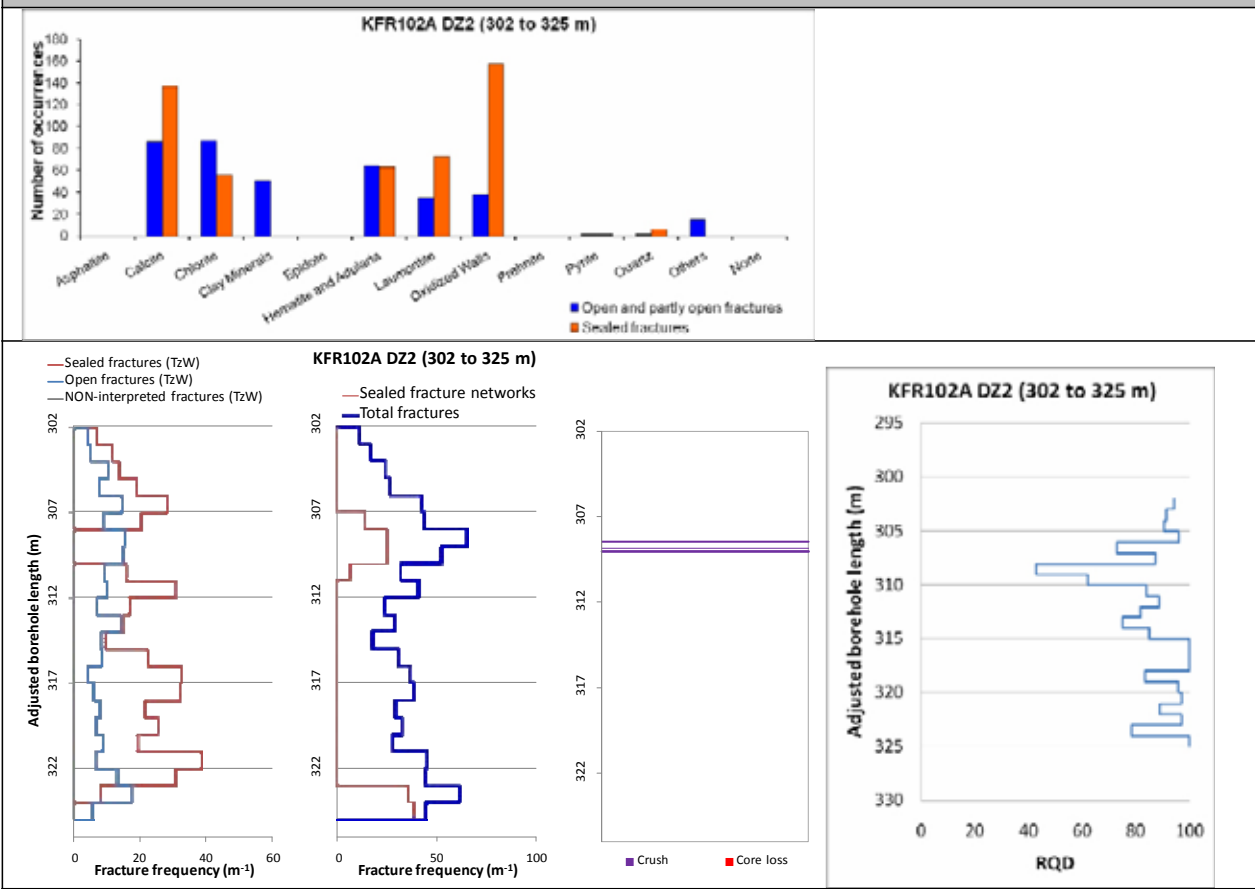 KFR102A DZ2 (302 to 325 m)
Number of occurrences
180
160
140
120
100
80
60
40
20
0
Asphaltite
Calcite
Chlorite
Clay Minerals
Epidote
Hematite and Adularia
Laumontite
Oxidized Walls
Prehnite
Pyrite
Quartz
Others
None
Open and partly open fractures
Sealed fractures
Sealed fractures (TzW)
Open fractures (TzW)
NON-interpreted fractures (TzW)
Adjusted borehole length (m)
302
307
312
317
322
0 20 40 60
Fracture frequency (m⁻¹)
KFR102A DZ2 (302 to 325 m)
Sealed fracture networks
Total fractures
302
307
312
317
322
0 50 100
Fracture frequency (m⁻¹)
302
307
312
317
322
Crush Core loss
KFR102A DZ2 (302 to 325 m)
Adjusted borehole length (m)
295
300
305
310
315
320
325
330
0 20 40 60 80 100
RQD